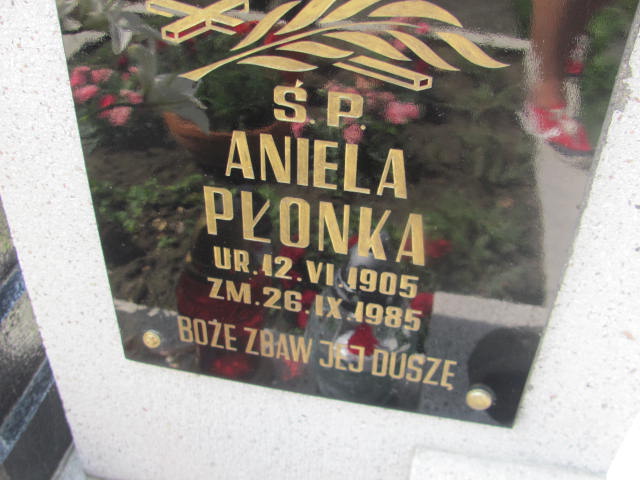 Ś.P.
ANIELA
PŁONKA
UR.12.VI.1905
ZM.26.IX.1985
BOŻE ZBAW JEJ DUSZĘ